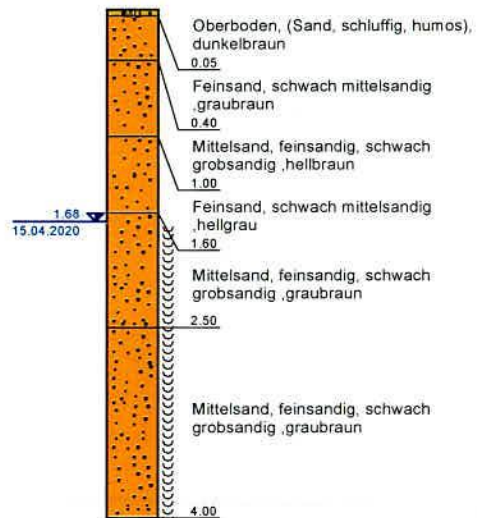 Oberboden, (Sand, schluffig, humos),
dunkelbraun
0.05
Feinsand, schwach mittelsandig
,graubraun
0.40
Mittelsand, feinsandig, schwach
grobsandig ,hellbraun
1.00
Feinsand, schwach mittelsandig
,hellgrau
1.60
1.68
15.04.2020
Mittelsand, feinsandig, schwach
grobsandig ,graubraun
2.50
Mittelsand, feinsandig, schwach
grobsandig ,graubraun
4.00